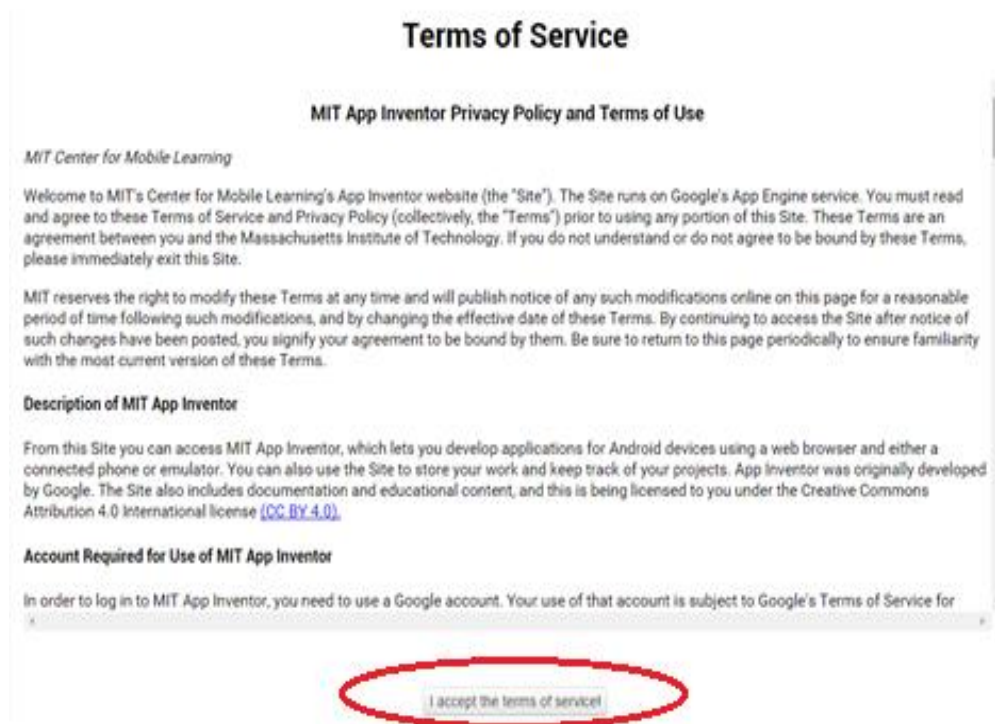 Terms of Service
MIT App Inventor Privacy Policy and Terms of Use
MIT Center for Mobile Learning
Welcome to MIT's Center for Mobile Learning's App Inventor website (the "Site"). The Site runs on Google's App Engine service. You must read
and agree to these Terms of Service and Privacy Policy (collectively, the "Terms") prior to using any portion of this Site. These Terms are an
agreement between you and the Massachusetts Institute of Technology. If you do not understand or do not agree to be bound by these Terms,
please immediately exit this Site.
MIT reserves the right to modify these Terms at any time and will publish notice of any such modifications online on this page for a reasonable
period of time following such modifications, and by changing the effective date of these Terms. By continuing to access the Site after notice of
such changes have been posted, you signify your agreement to be bound by them. Be sure to return to this page periodically to ensure familiarity
with the most current version of these Terms.
Description of MIT App Inventor
From this Site you can access MIT App Inventor, which lets you develop applications for Android devices using a web browser and either a
connected phone or emulator. You can also use the Site to store your work and keep track of your projects. App Inventor was originally developed
by Google. The Site also includes documentation and educational content, and this is being licensed to you under the Creative Commons
Attribution 4.0 International license (CC BY 4.0).
Account Required for Use of MIT App Inventor
In order to log in to MIT App Inventor, you need to use a Google account. Your use of that account is subject to Google's Terms of Service for
I accept the terms of service!